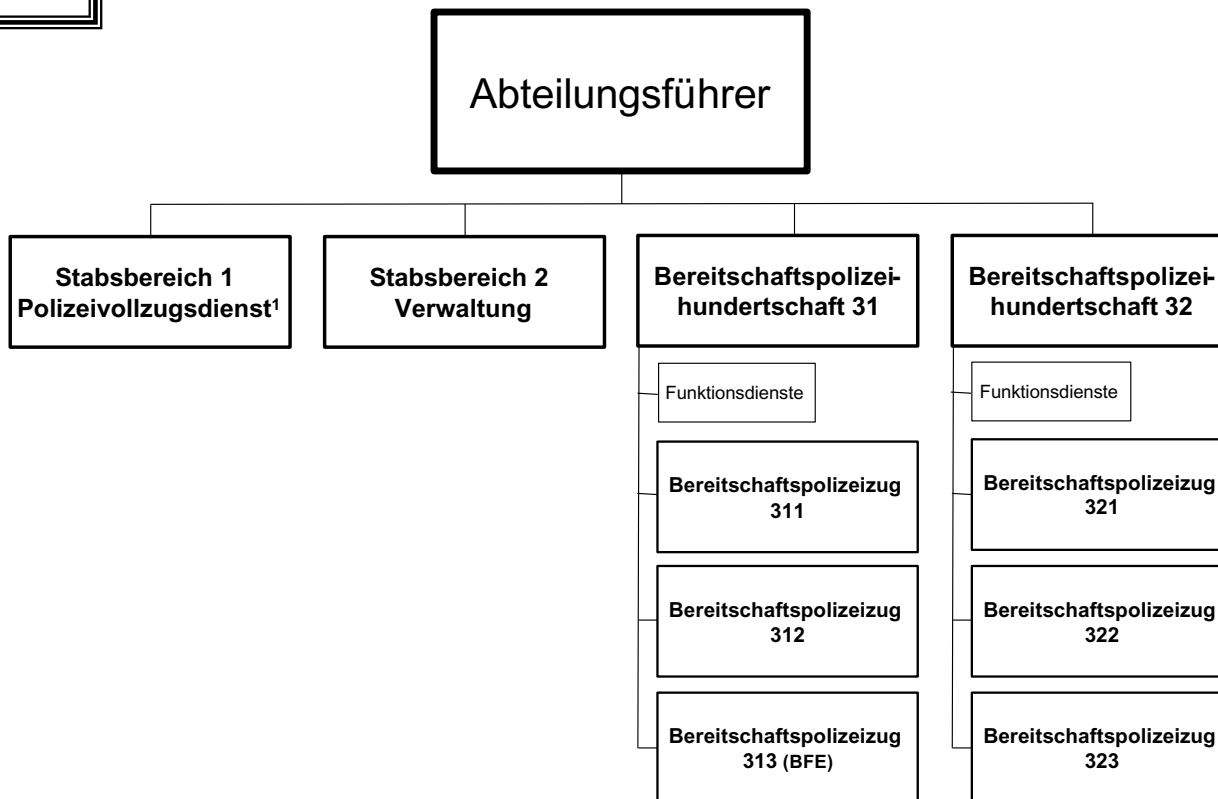 Abteilungsführer
Stabsbereich 1
Polizeivollzugsdienst¹
Stabsbereich 2
Verwaltung
Bereitschaftspolizei-
hundertschaft 31
Bereitschaftspolizei-
hundertschaft 32
Funktionsdienste
Bereitschaftspolizeizug
311
Bereitschaftspolizeizug
312
Bereitschaftspolizeizug
313 (BFE)
Funktionsdienste
Bereitschaftspolizeizug
321
Bereitschaftspolizeizug
322
Bereitschaftspolizeizug
323